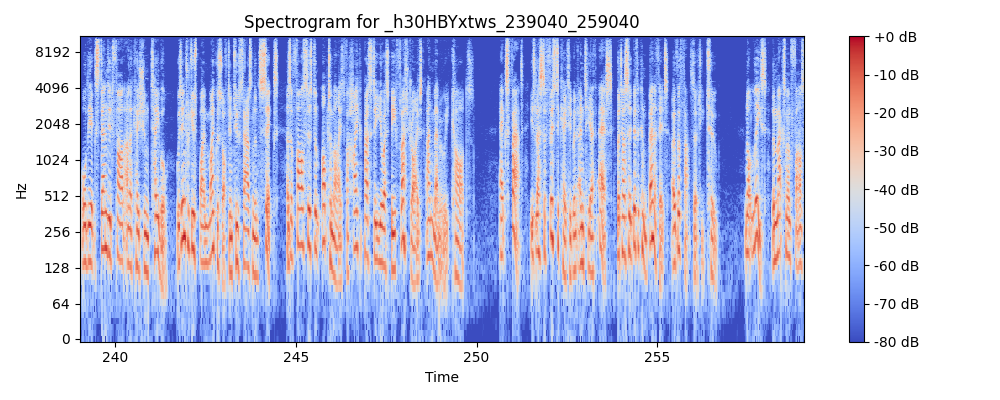 Spectrogram for _h30HBYxtws_239040_259040
Hz
8192
4096
2048
1024
512
256
128
64
0
240
245
250
255
Time
+0 dB
-10 dB
-20 dB
-30 dB
-40 dB
-50 dB
-60 dB
-70 dB
-80 dB